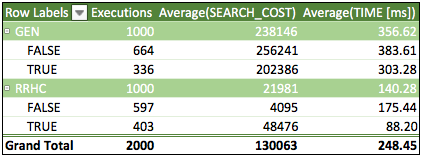 Row Labels Executions Average(SEARCH_COST) Average(TIME [ms])
GEN 1000 238146 356.62
FALSE 664 256241 383.61
TRUE 336 202386 303.28
RRHC 1000 21981 140.28
FALSE 597 4095 175.44
TRUE 403 48476 88.20
Grand Total 2000 130063 248.45